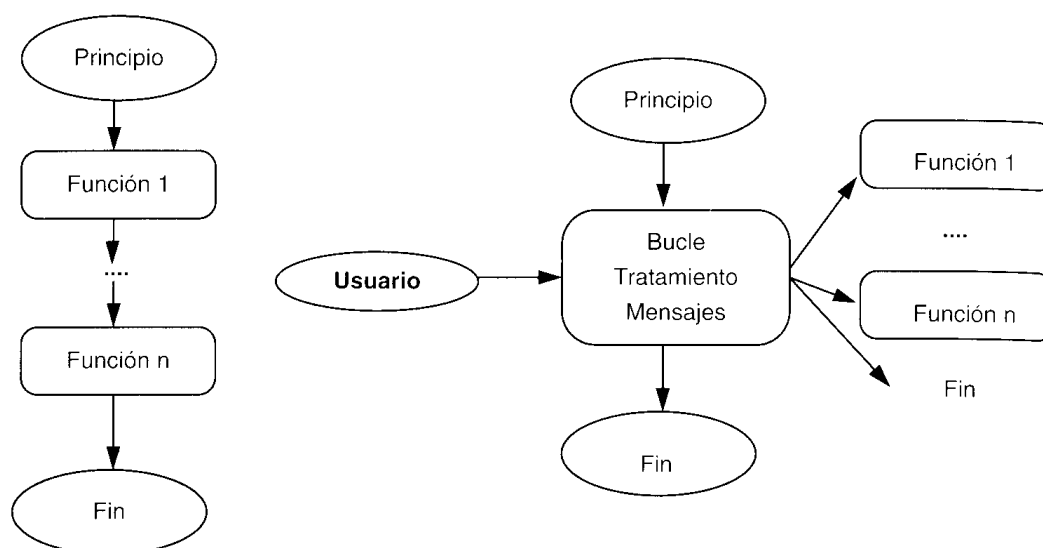 Principio
Función 1
....
Función n
Fin
Principio
Usuario
Bucle
Tratamiento
Mensajes
Fin
Función 1
....
Función n
Fin